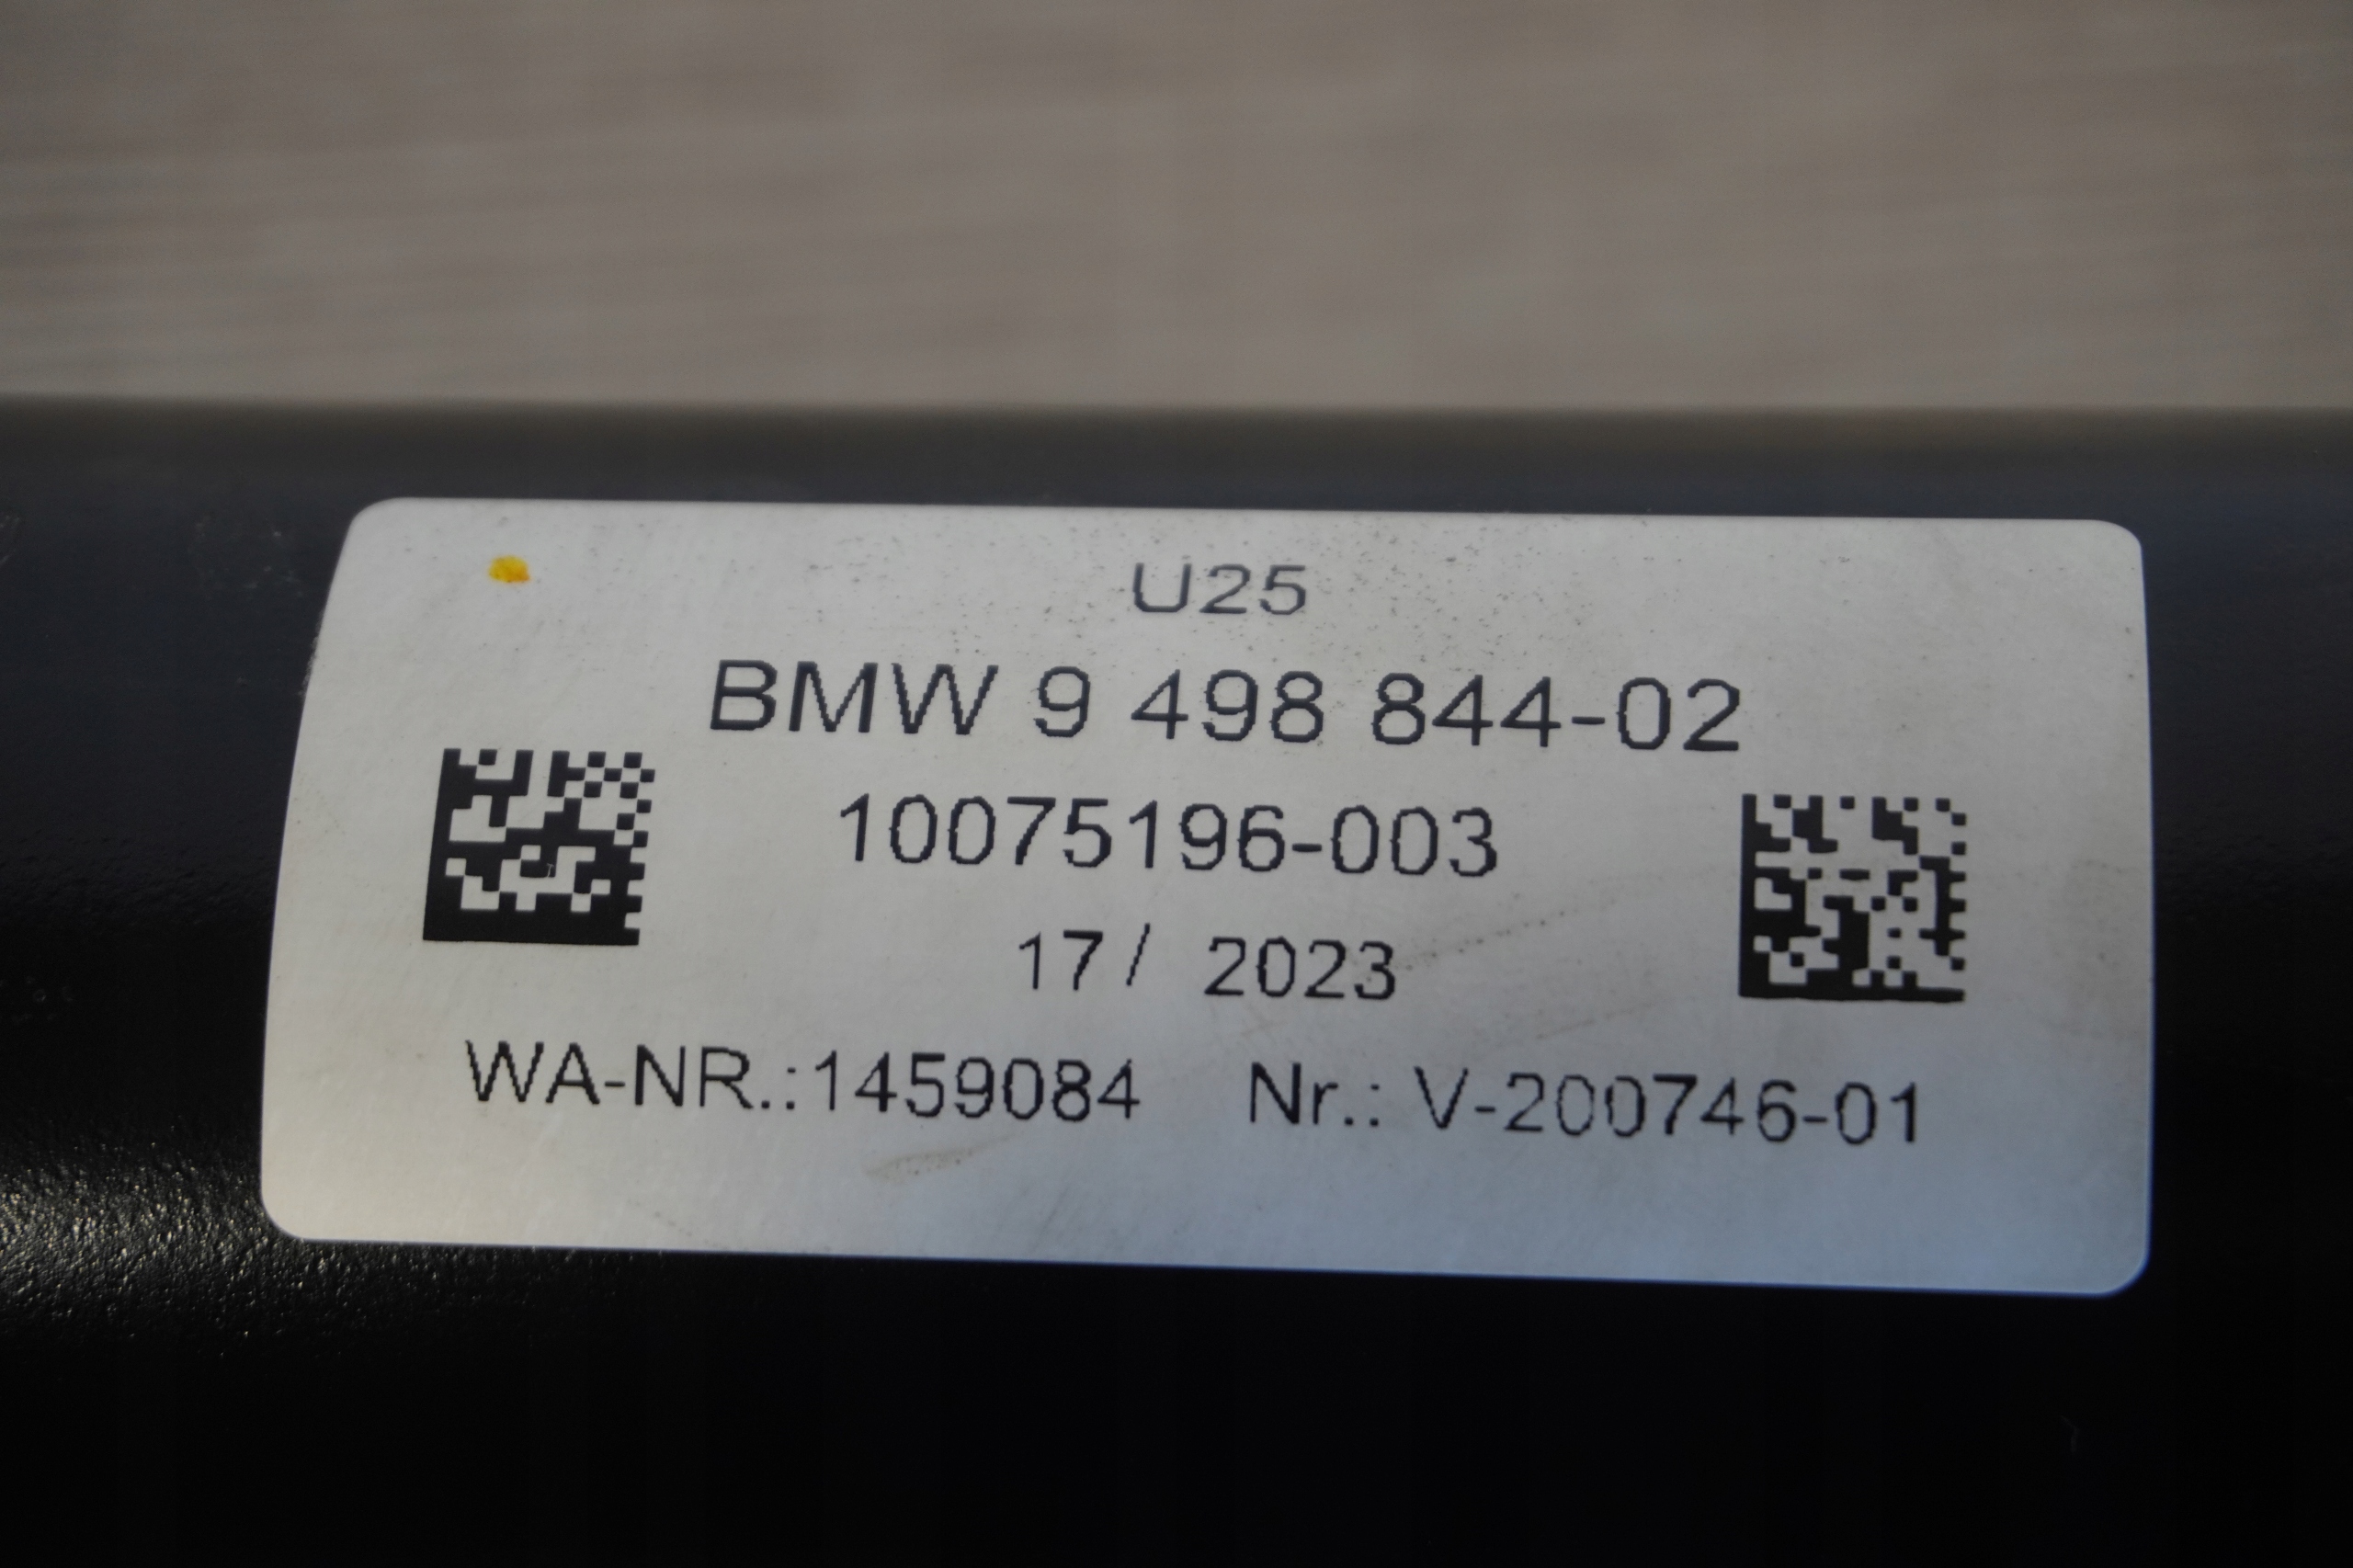 U25
BMW 9 498 844-02
10075196-003
17/ 2023
WA-NR.:1459084 Nr.: V-200746-01